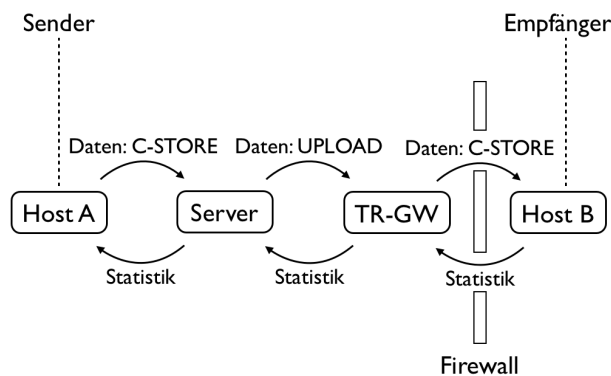 Sender
Empfänger
Daten: C-STORE
Daten: UPLOAD
Daten: C-STORE
Host A
Server
TR-GW
Host B
Statistik
Statistik
Statistik
Firewall